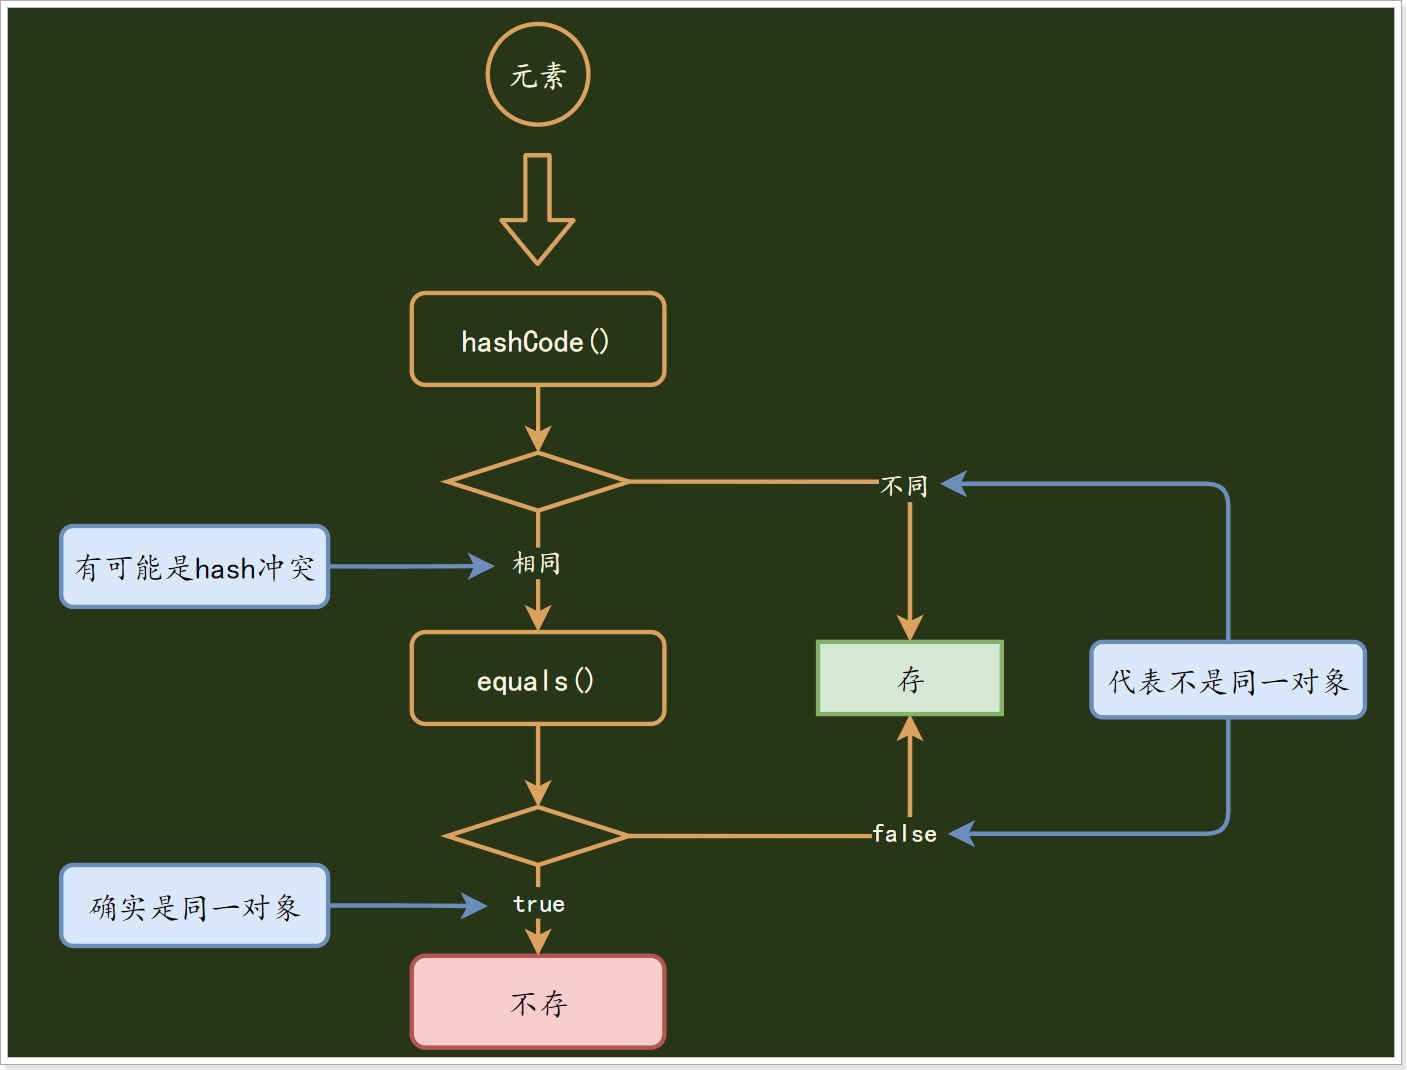 元素
hashCode()
不同
有可能是hash冲突
相同
equals()
存
代表不是同一对象
false
确实是同一对象
true
不存